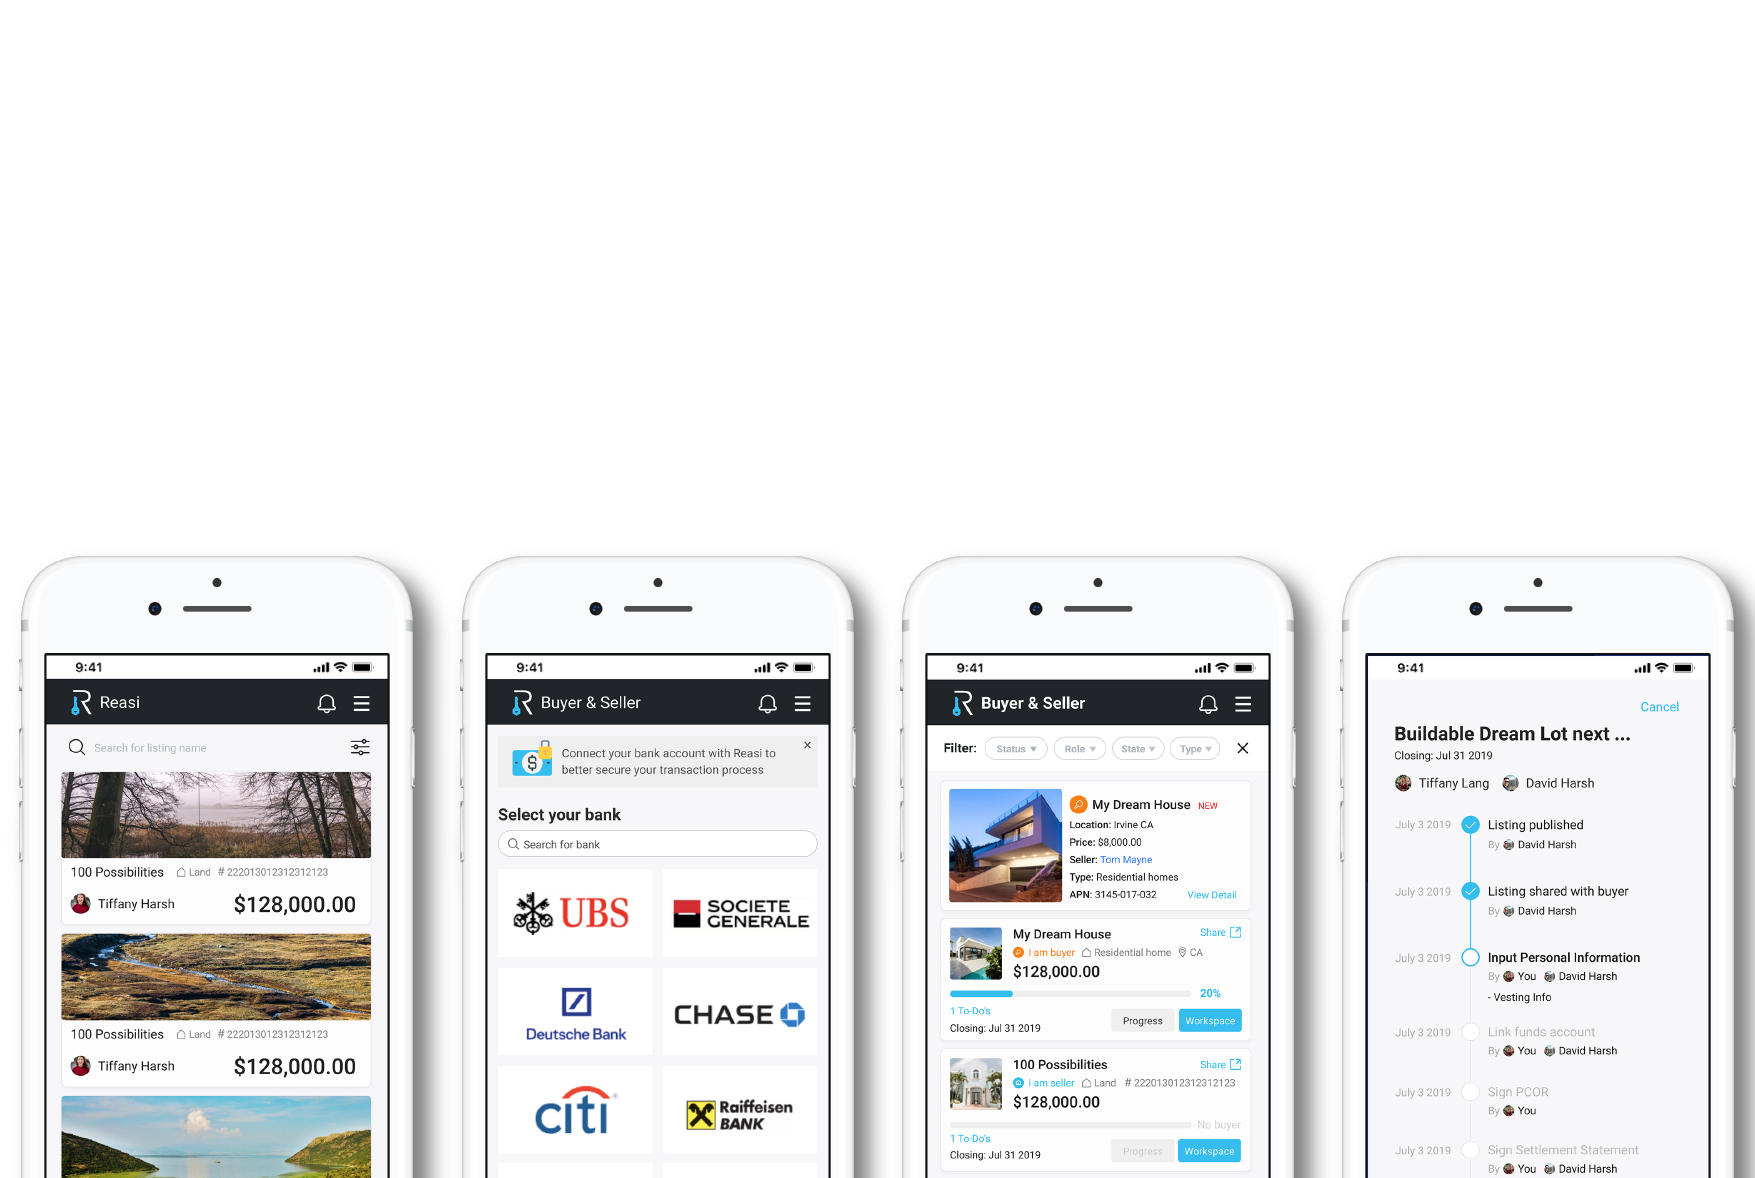 9:41
Reasi
Search for listing name
100 Possibilities Land # 222013012312312123
Tiffany Harsh $128,000.00
100 Possibilities Land # 222013012312312123
Tiffany Harsh $128,000.00
9:41
Buyer & Seller
Connect your bank account with Reasi to
better secure your transaction process
Select your bank
Search for bank
UBS
SOCIETE
GENERALE
Deutsche Bank
CHASE
citi
Raiffeisen
BANK
9:41
Buyer & Seller
Filter: Status Role State Type
My Dream House NEW
Location: Irvine CA
Price: $8,000.00
Seller: Tom Mayne
Type: Residential homes
APN: 3145-017-032 View Detail
My Dream House Share
I am buyer Residential home CA
$128,000.00
20%
1 To-Do's
Closing: Jul 31 2019
Progress Workspace
100 Possibilities Share
I am seller Land # 222013012312312123
$128,000.00
No buyer
1 To-Do's
Closing: Jul 31 2019
Progress Workspace
9:41
Cancel
Buildable Dream Lot next ...
Closing: Jul 31 2019
Tiffany Lang David Harsh
July 3 2019 Listing published
By David Harsh
July 3 2019 Listing shared with buyer
By David Harsh
July 3 2019 Input Personal Information
By You David Harsh
- Vesting Info
July 3 2019 Link funds account
By You David Harsh
July 3 2019 Sign PCOR
By You
July 3 2019 Sign Settlement Statement
By You David Harsh